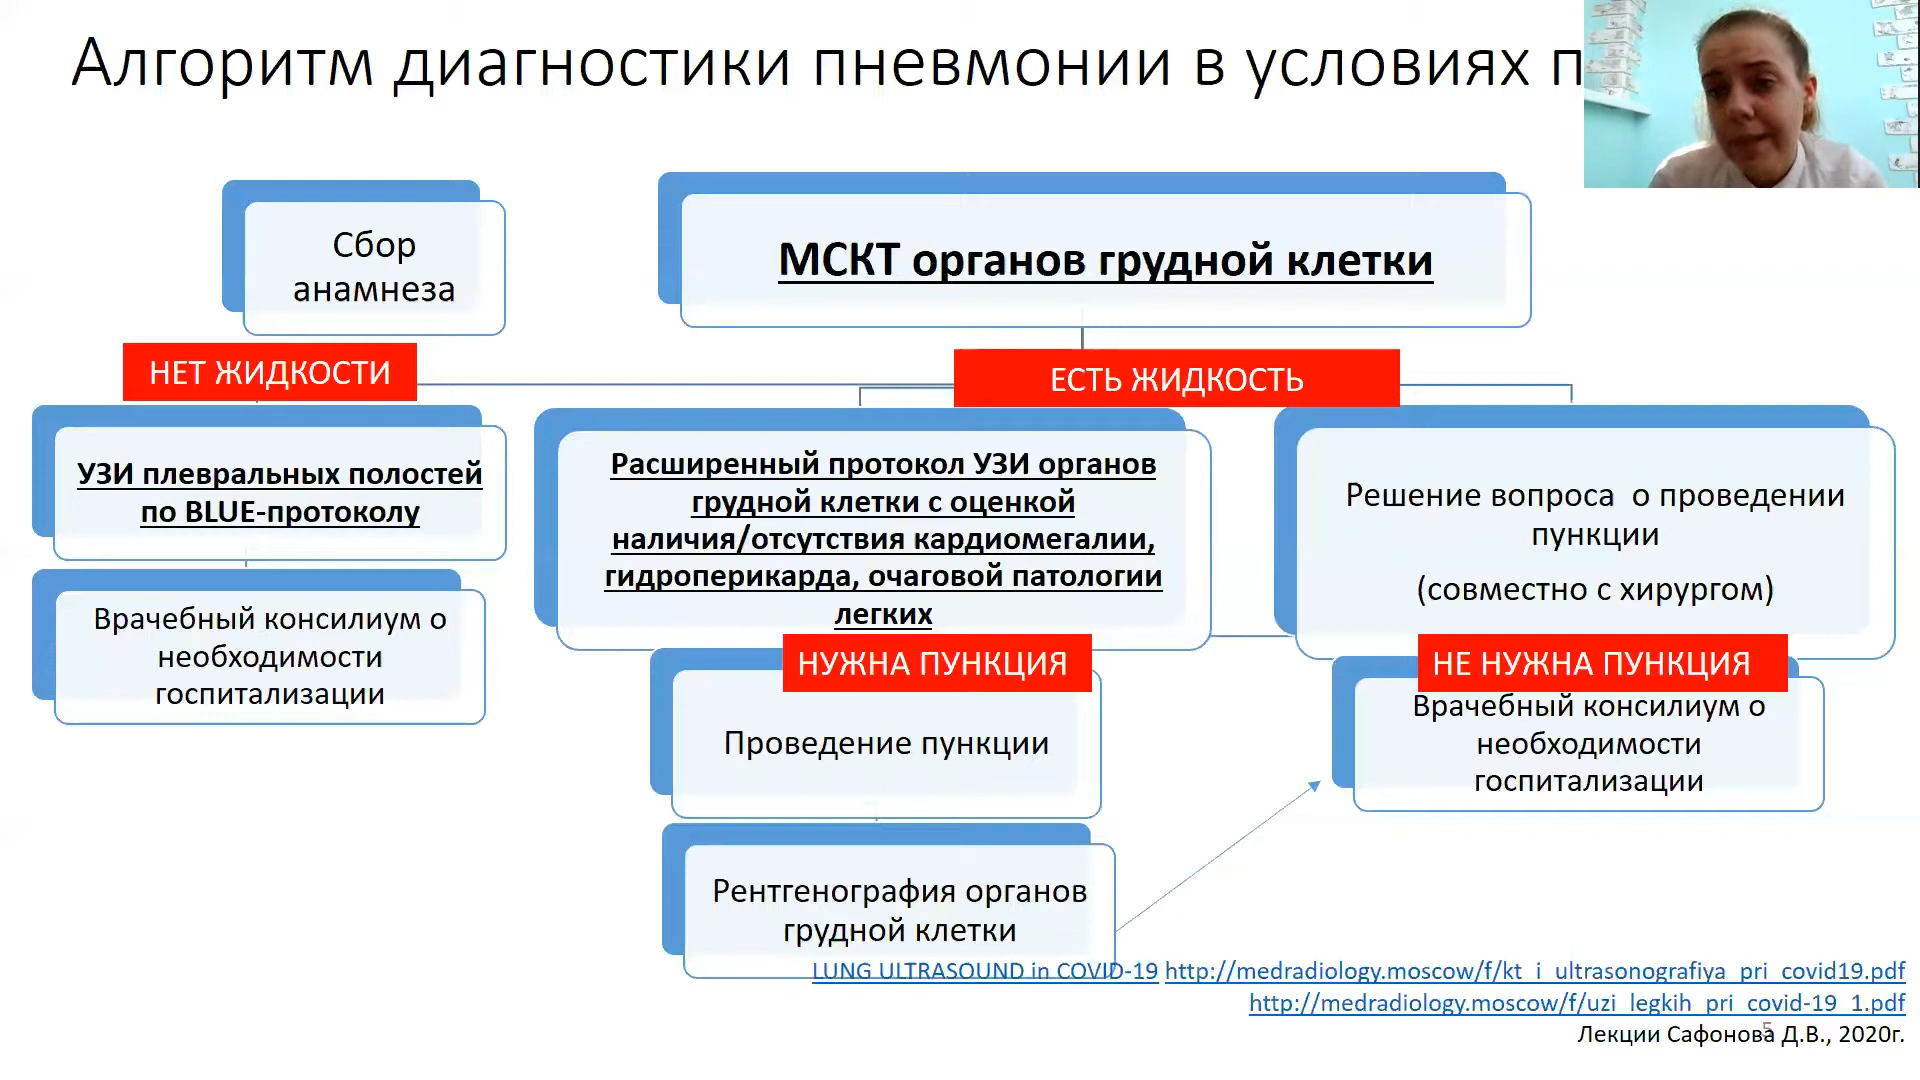 Алгоритм диагностики пневмонии в условиях п
Сбор
анамнеза
МСКТ органов грудной клетки
НЕТ ЖИДКОСТИ
ЕСТЬ ЖИДКОСТЬ
УЗИ плевральных полостей
по BLUE-протоколу
Врачебный консилиум о
необходимости
госпитализации
Расширенный протокол УЗИ органов
грудной клетки с оценкой
наличия/отсутствия кардиомегалии,
гидроперикарда, очаговой патологии
легких
Решение вопроса о проведении
пункции
(совместно с хирургом)
НУЖНА ПУНКЦИЯ
НЕ НУЖНА ПУНКЦИЯ
Проведение пункции
Врачебный консилиум о
необходимости
госпитализации
Рентгенография органов
грудной клетки
LUNG ULTRASOUND in COVID-19 http://medradiology.moscow/f/kt_i_ultrasonografiya_pri_covid19.pdf
http://medradiology.moscow/f/uzi_legkih_pri_covid-19_1.pdf
Лекции Сафонова Д.В., 2020г.
5